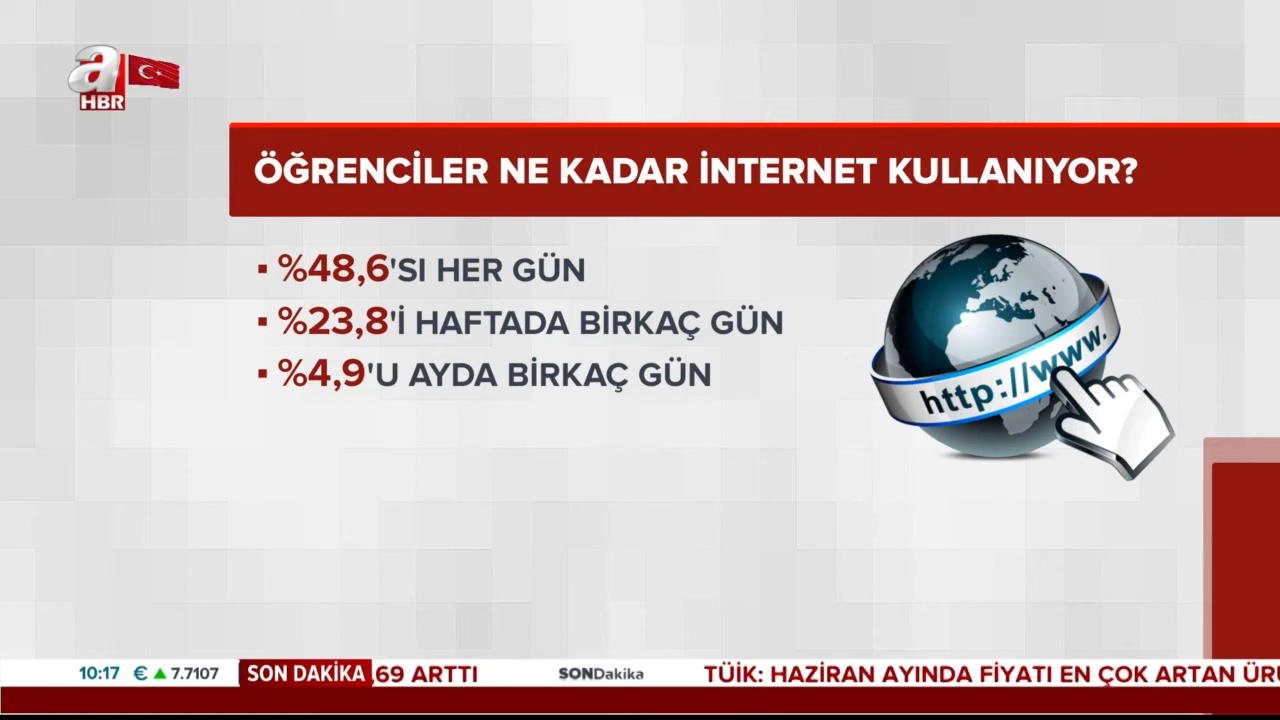 a
HBR
ÖĞRENCİLER NE KADAR İNTERNET KULLANIYOR?
▪ %48,6'SI HER GÜN
▪ %23,8'İ HAFTADA BİRKAÇ GÜN
▪ %4,9'U AYDA BİRKAÇ GÜN
http://www.
10:17 € ▲ 7.7107 SON DAKİKA ,69 ARTTI SONDakika TÜİK: HAZİRAN AYINDA FİYATI EN ÇOK ARTAN